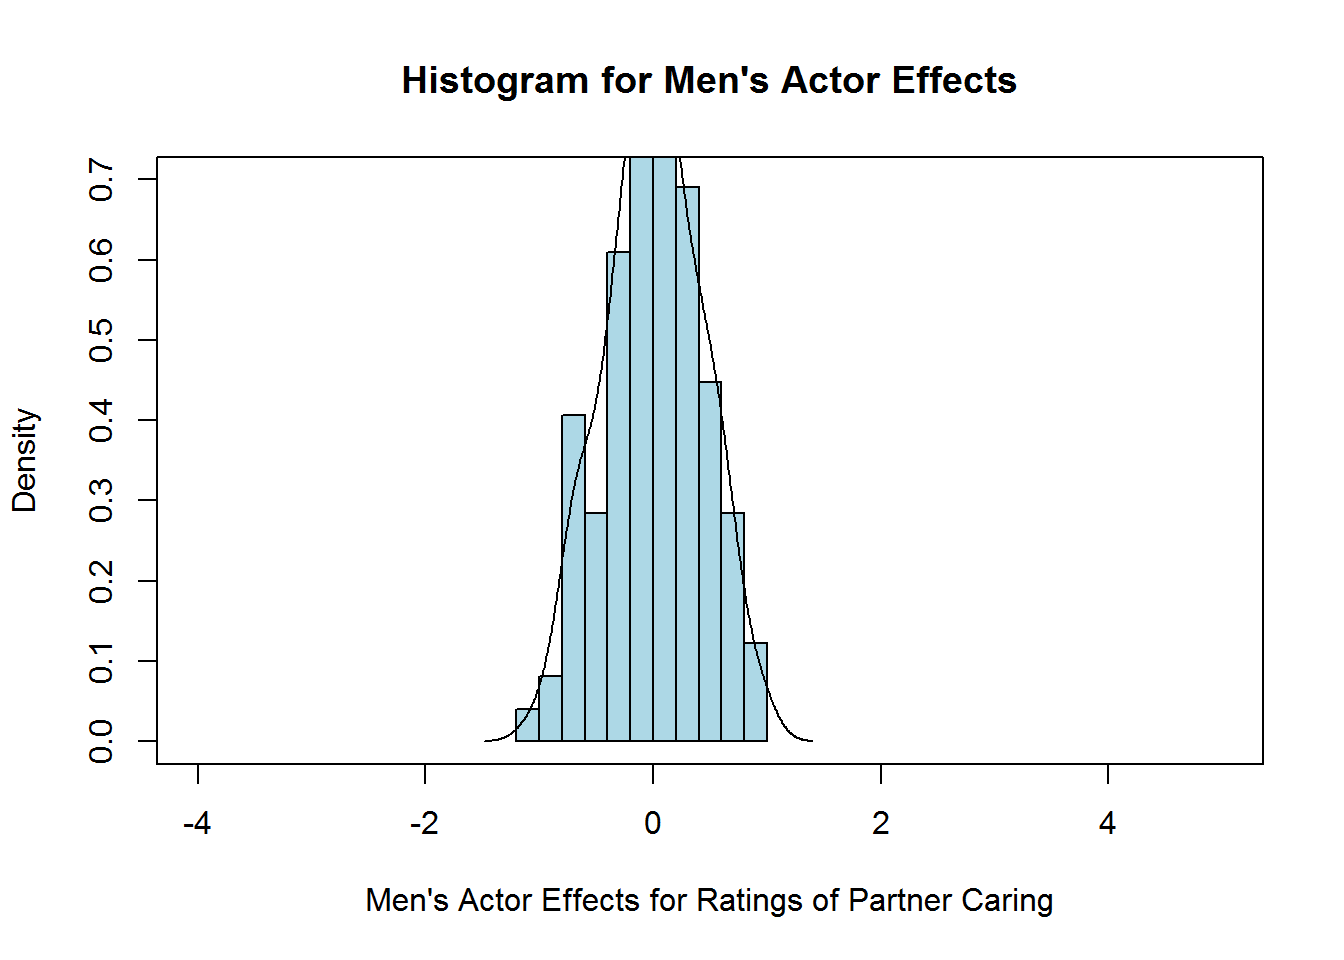 Histogram for Men's Actor Effects
0.7
0.6
0.5
0.4
0.3
0.2
0.1
0.0
Density
-4 -2 0 2 4
Men's Actor Effects for Ratings of Partner Caring